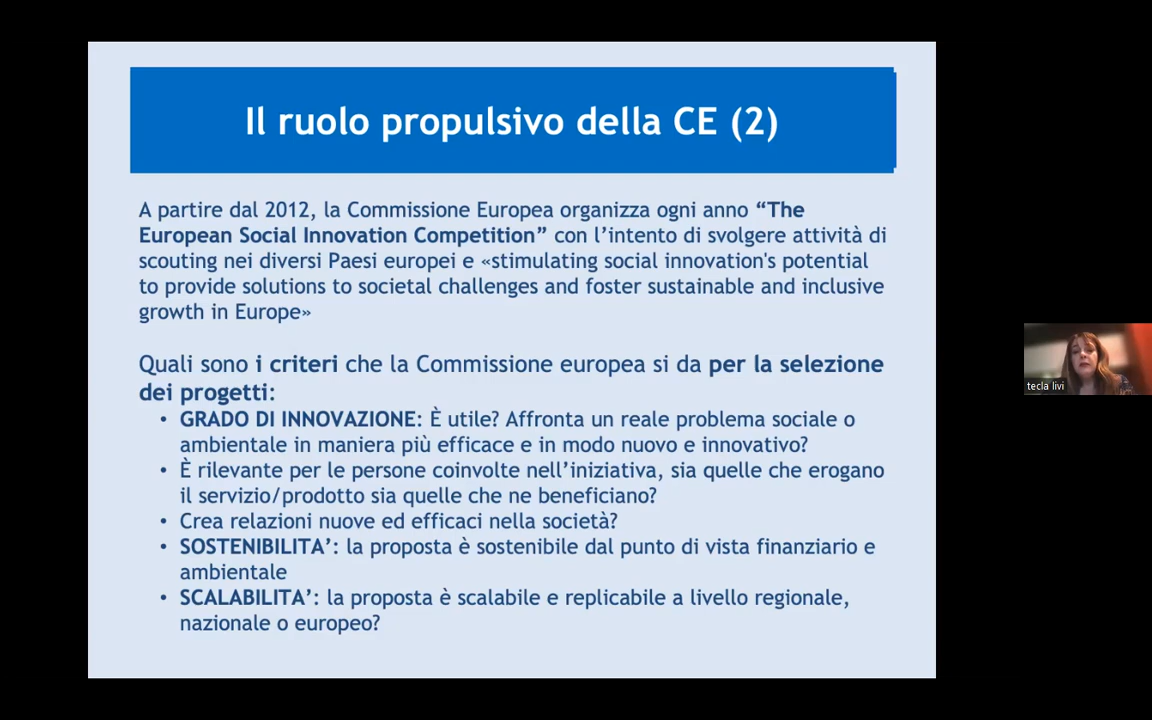 Il ruolo propulsivo della CE (2)
A partire dal 2012, la Commissione Europea organizza ogni anno “The
European Social Innovation Competition” con l’intento di svolgere attività di
scouting nei diversi Paesi europei e «stimulating social innovation's potential
to provide solutions to societal challenges and foster sustainable and inclusive
growth in Europe»
Quali sono i criteri che la Commissione europea si da per la selezione
dei progetti:
• GRADO DI INNOVAZIONE: È utile? Affronta un reale problema sociale o
ambientale in maniera più efficace e in modo nuovo e innovativo?
• È rilevante per le persone coinvolte nell’iniziativa, sia quelle che erogano
il servizio/prodotto sia quelle che ne beneficiano?
• Crea relazioni nuove ed efficaci nella società?
• SOSTENIBILITA’: la proposta è sostenibile dal punto di vista finanziario e
ambientale
• SCALABILITA’: la proposta è scalabile e replicabile a livello regionale,
nazionale o europeo?
tecla livi